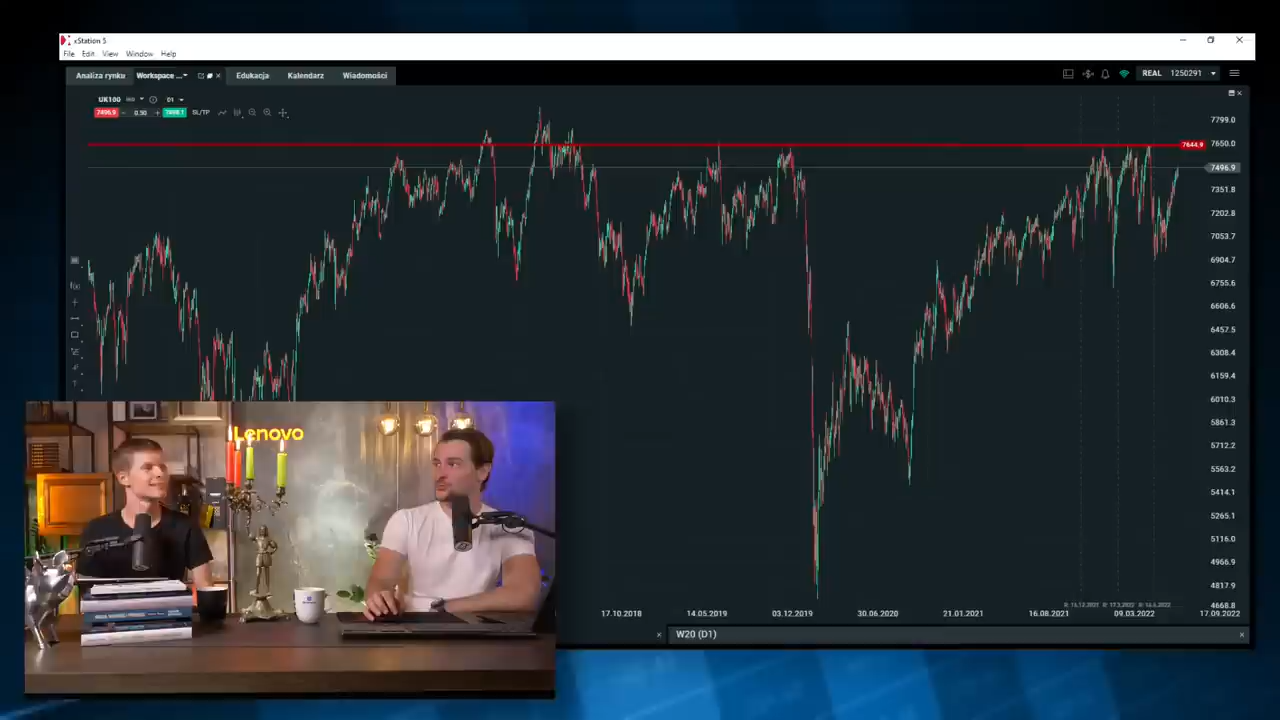 xStation 5
File Edit View Window Help
Analiza rynku Workspace ... Edukacja Kalendarz Wiadomości REAL 1250291
UK100 D1
7496.9 0.50 7498.1 SL/TP
7799.0
7650.0
7644.9
7496.9
7351.8
7202.8
7053.7
6904.7
6755.6
6606.6
6457.5
6308.4
6159.4
6010.3
5861.3
5712.2
5563.2
5414.1
5265.1
5116.0
4966.9
4817.9
4668.8
17.10.2018 14.05.2019 03.12.2019 30.06.2020 21.01.2021 16.08.2021 09.03.2022 17.09.2022
W20 (D1)
Lenovo